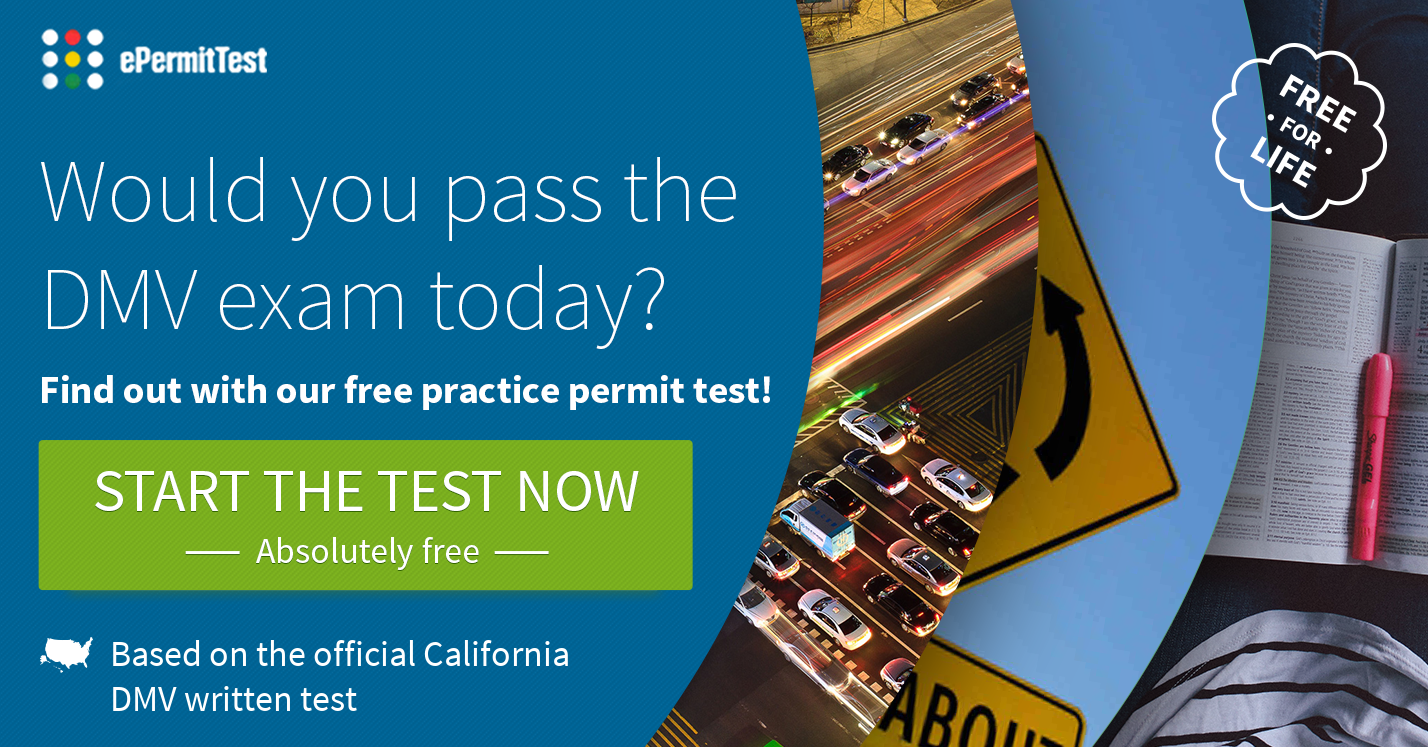 ePermitTest
FREE
• FOR •
LIFE
Would you pass the
DMV exam today?
Find out with our free practice permit test!
START THE TEST NOW
Absolutely free
Based on the official California
DMV written test
ABOUT
Sharpie